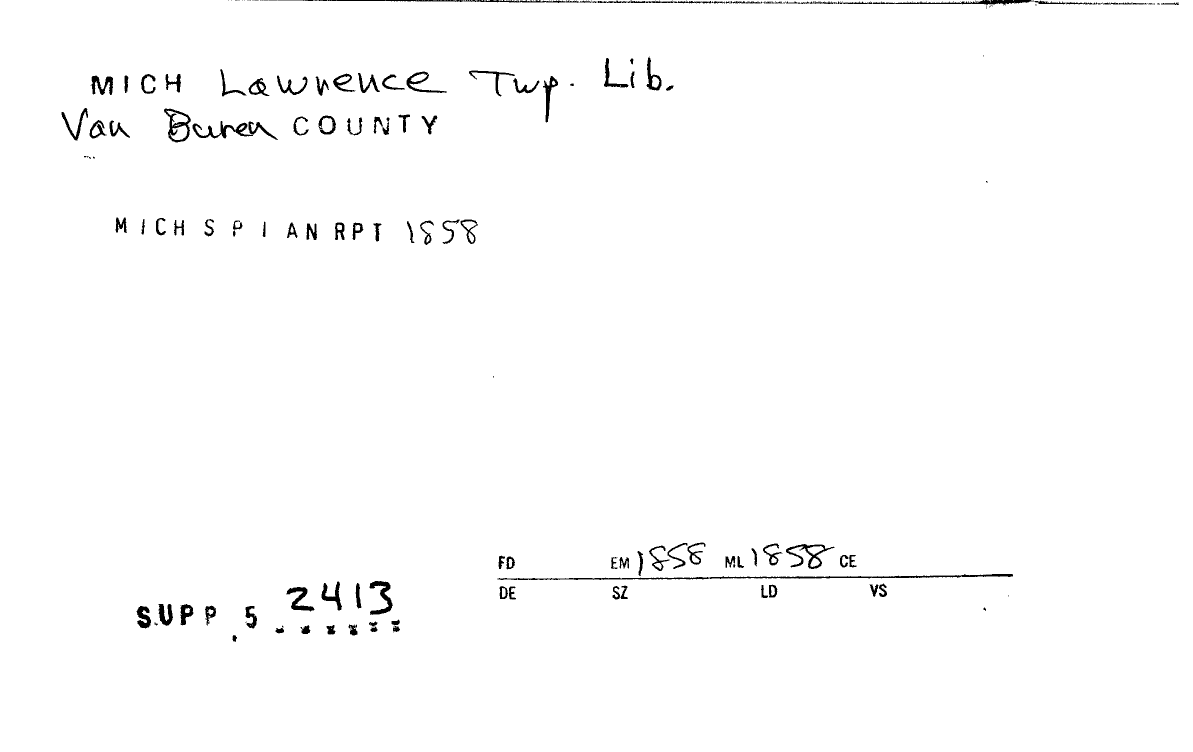 MICH Lawrence Twp. Lib.
Van Buren COUNTY
MICH S P I AN RPT 1858
FD EM 1858 ML 1858 CE
DE SZ LD VS
SUPP. 5 2413